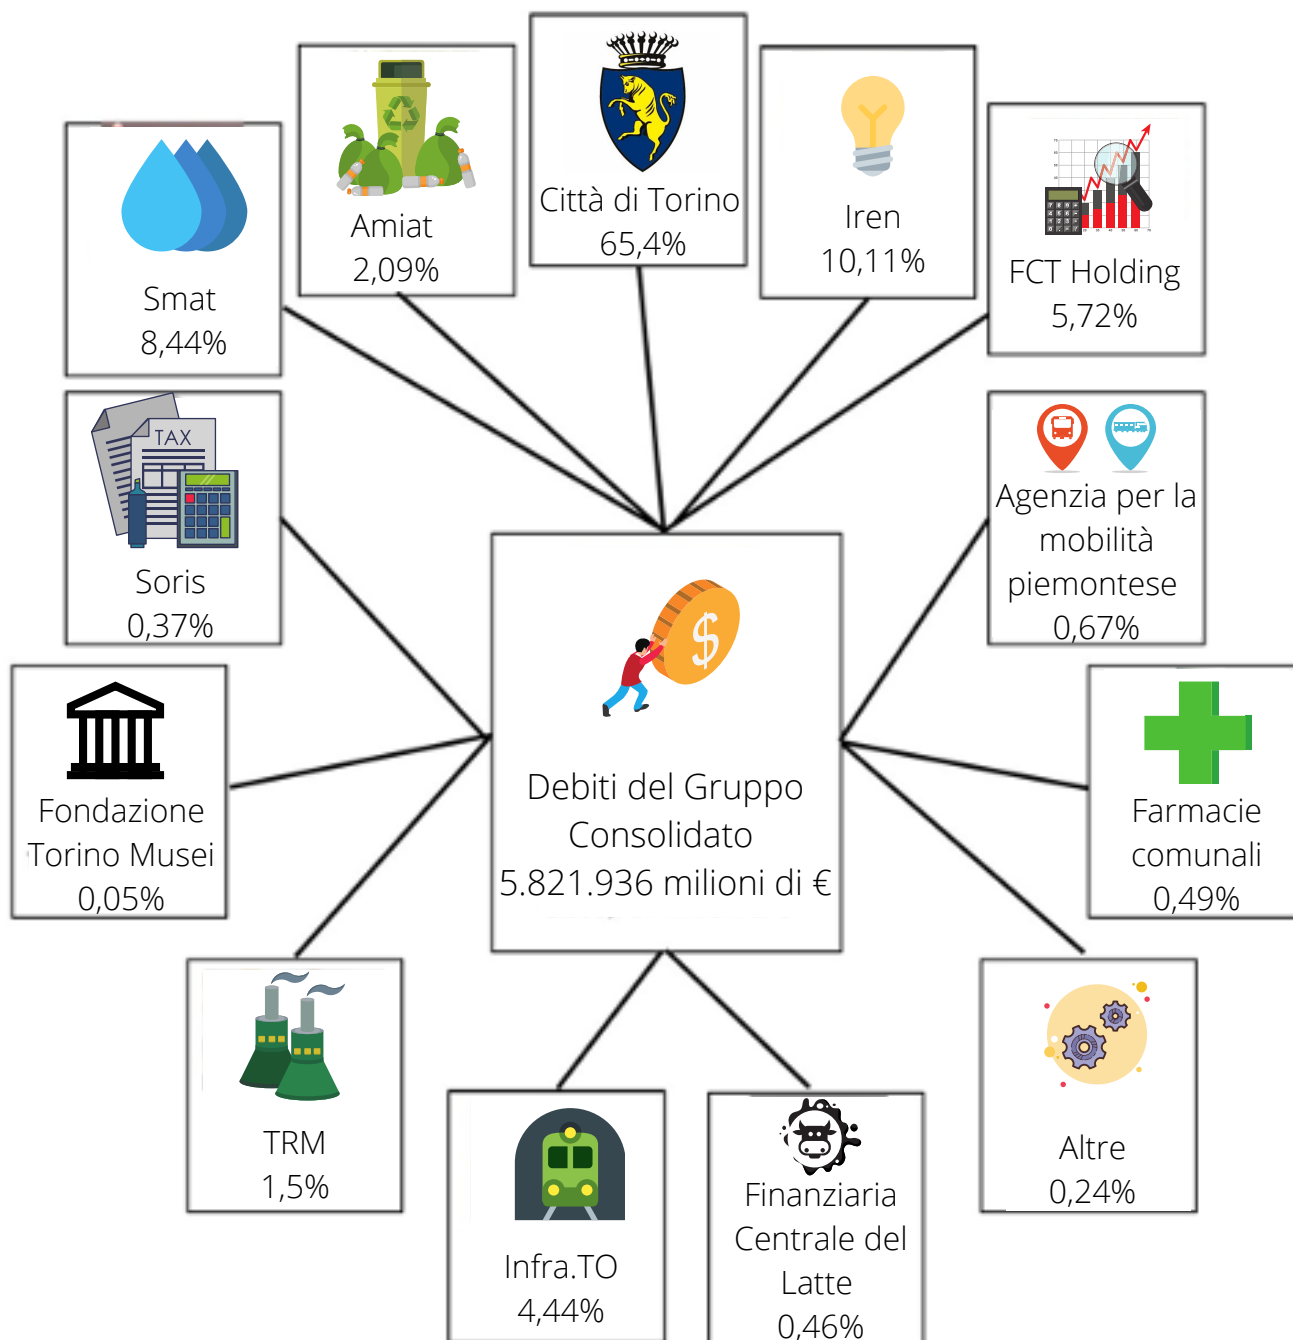 Città di Torino
65,4%
Amiat
2,09%
Iren
10,11%
Smat
8,44%
FCT Holding
5,72%
TAX
Soris
0,37%
Agenzia per la
mobilità
piemontese
0,67%
$
Debiti del Gruppo
Consolidato
5.821.936 milioni di €
Fondazione
Torino Musei
0,05%
Farmacie
comunali
0,49%
TRM
1,5%
Infra.TO
4,44%
Finanziaria
Centrale del
Latte
0,46%
Altre
0,24%